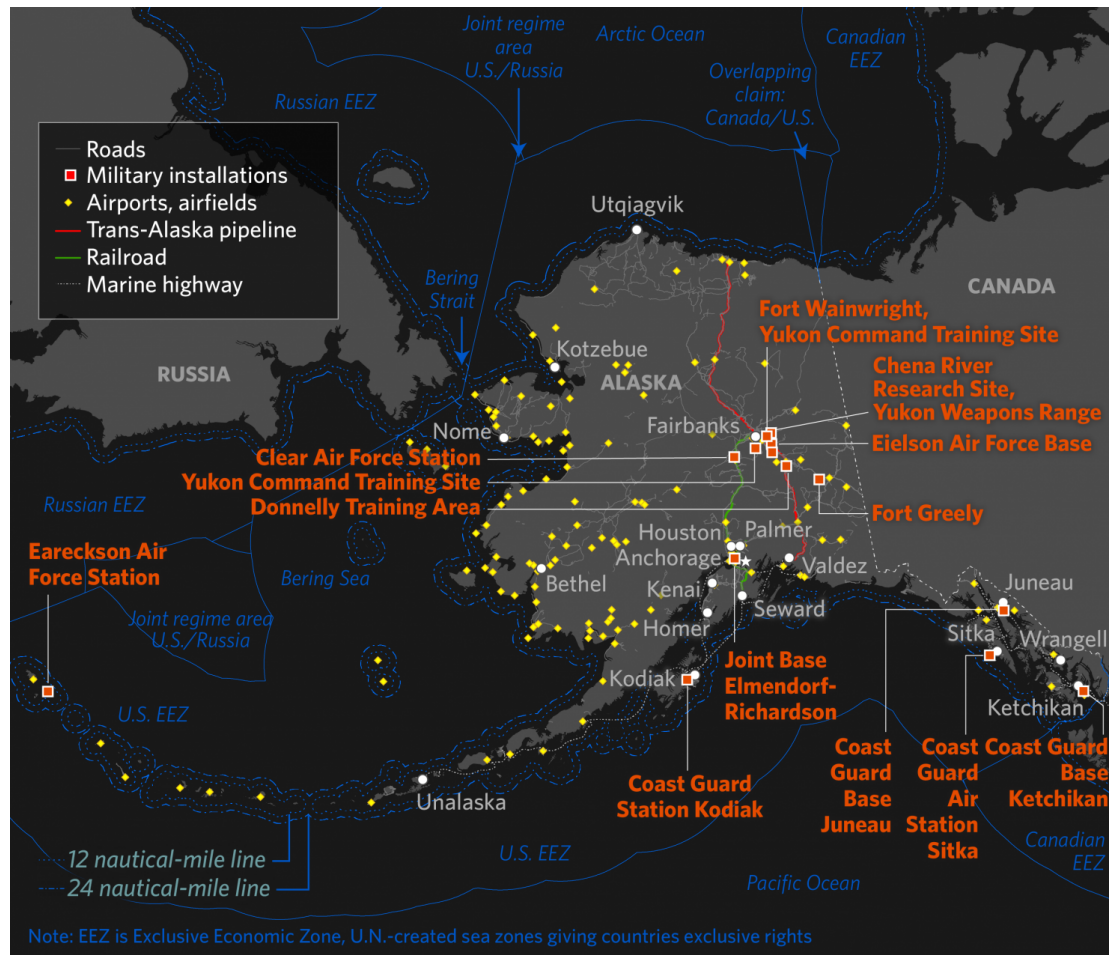 Joint regime
area
U.S./Russia
Arctic Ocean
Canadian
EEZ
Russian EEZ
Overlapping
claim:
Canada/U.S.
Roads
Military installations
Airports, airfields
Trans-Alaska pipeline
Railroad
Marine highway
Utqiagvik
Bering
Strait
CANADA
Fort Wainwright,
Yukon Command Training Site
Kotzebue
RUSSIA
ALASKA
Chena River
Research Site,
Yukon Weapons Range
Fairbanks
Nome
Eielson Air Force Base
Clear Air Force Station
Yukon Command Training Site
Donnelly Training Area
Russian EEZ
Fort Greely
Eareckson Air
Force Station
Bering Sea
Houston
Palmer
Anchorage
Valdez
Bethel
Kenai
Seward
Homer
Juneau
Joint regime area
U.S./Russia
Sitka
Wrangell
Kodiak
Joint Base
Elmendorf-
Richardson
Ketchikan
U.S. EEZ
Unalaska
Coast Guard
Station Kodiak
Coast
Guard
Base
Juneau
Coast
Guard
Air
Station
Sitka
Coast Guard
Base
Ketchikan
12 nautical-mile line
24 nautical-mile line
U.S. EEZ
Pacific Ocean
Canadian
EEZ
Note: EEZ is Exclusive Economic Zone, U.N.-created sea zones giving countries exclusive rights